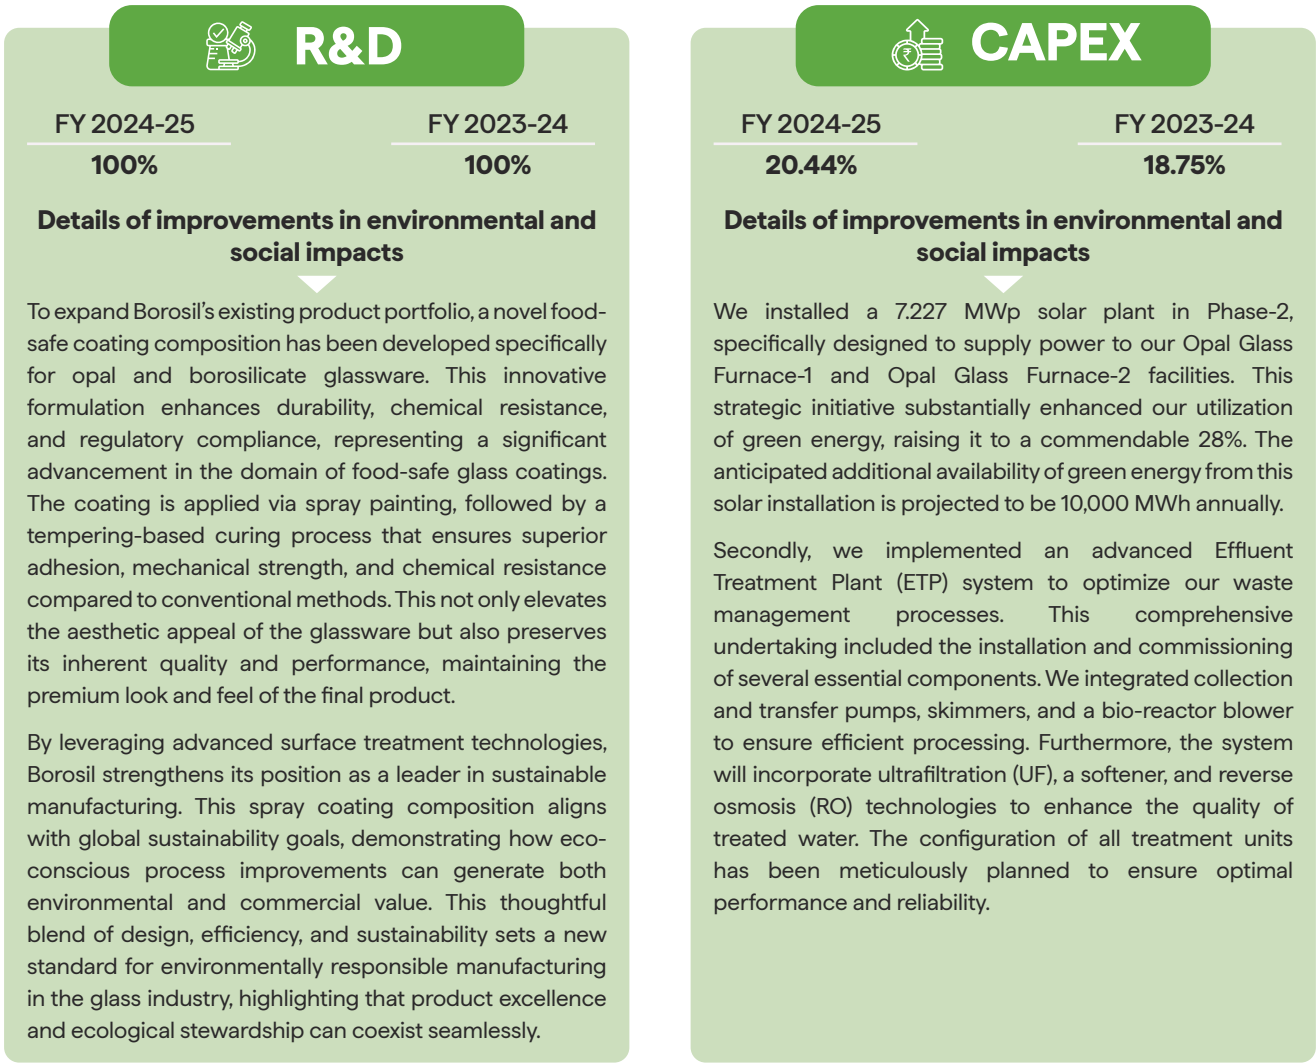 R&D
FY 2024-25
FY 2023-24
100%
100%
Details of improvements in environmental and
social impacts
To expand Borosil’s existing product portfolio, a novel food-
safe coating composition has been developed specifically
for opal and borosilicate glassware. This innovative
formulation enhances durability, chemical resistance,
and regulatory compliance, representing a significant
advancement in the domain of food-safe glass coatings.
The coating is applied via spray painting, followed by a
tempering-based curing process that ensures superior
adhesion, mechanical strength, and chemical resistance
compared to conventional methods. This not only elevates
the aesthetic appeal of the glassware but also preserves
its inherent quality and performance, maintaining the
premium look and feel of the final product.
By leveraging advanced surface treatment technologies,
Borosil strengthens its position as a leader in sustainable
manufacturing. This spray coating composition aligns
with global sustainability goals, demonstrating how eco-
conscious process improvements can generate both
environmental and commercial value. This thoughtful
blend of design, efficiency, and sustainability sets a new
standard for environmentally responsible manufacturing
in the glass industry, highlighting that product excellence
and ecological stewardship can coexist seamlessly.
₹
CAPEX
FY 2024-25
FY 2023-24
20.44%
18.75%
Details of improvements in environmental and
social impacts
We installed a 7.227 MWp solar plant in Phase-2,
specifically designed to supply power to our Opal Glass
Furnace-1 and Opal Glass Furnace-2 facilities. This
strategic initiative substantially enhanced our utilization
of green energy, raising it to a commendable 28%. The
anticipated additional availability of green energy from this
solar installation is projected to be 10,000 MWh annually.
Secondly, we implemented an advanced Effluent
Treatment Plant (ETP) system to optimize our waste
management processes. This comprehensive
undertaking included the installation and commissioning
of several essential components. We integrated collection
and transfer pumps, skimmers, and a bio-reactor blower
to ensure efficient processing. Furthermore, the system
will incorporate ultrafiltration (UF), a softener, and reverse
osmosis (RO) technologies to enhance the quality of
treated water. The configuration of all treatment units
has been meticulously planned to ensure optimal
performance and reliability.